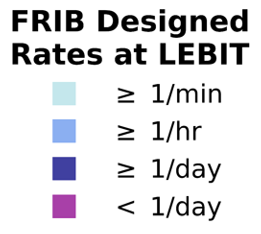 FRIB Designed
Rates at LEBIT
≥ 1/min
≥ 1/hr
≥ 1/day
< 1/day